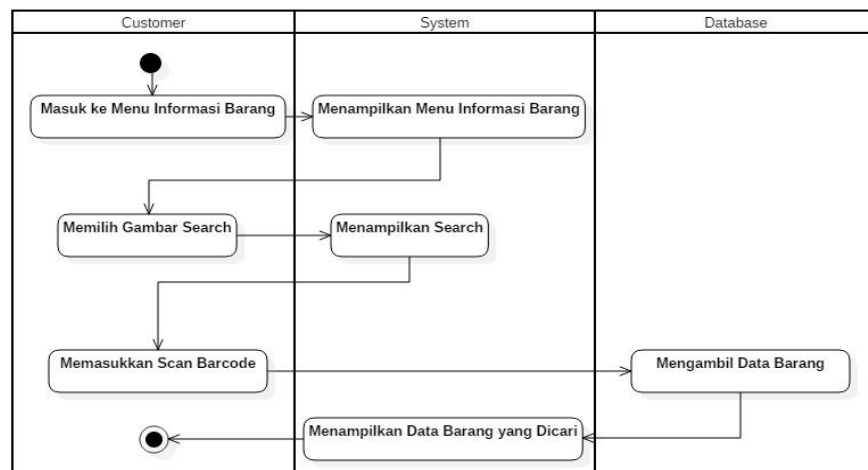 Customer
System
Database
Masuk ke Menu Informasi Barang
Menampilkan Menu Informasi Barang
Memilih Gambar Search
Menampilkan Search
Memasukkan Scan Barcode
Mengambil Data Barang
Menampilkan Data Barang yang Dicari